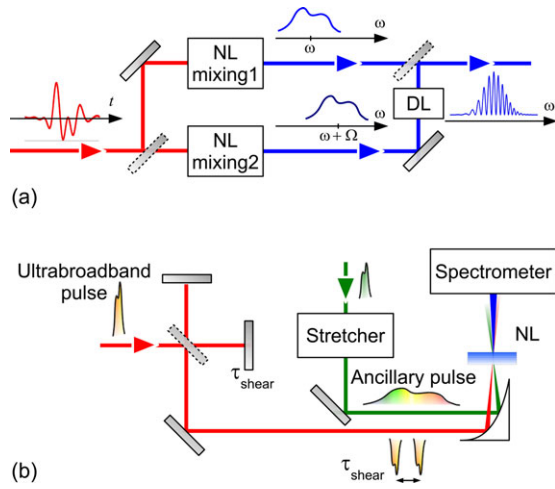 NL
mixing1
ω
ω
t
DL
NL
mixing2
ω
ω + Ω
ω
(a)
Ultrabroadband
pulse
Spectrometer
Stretcher
NL
τshear
Ancillary pulse
τshear
(b)